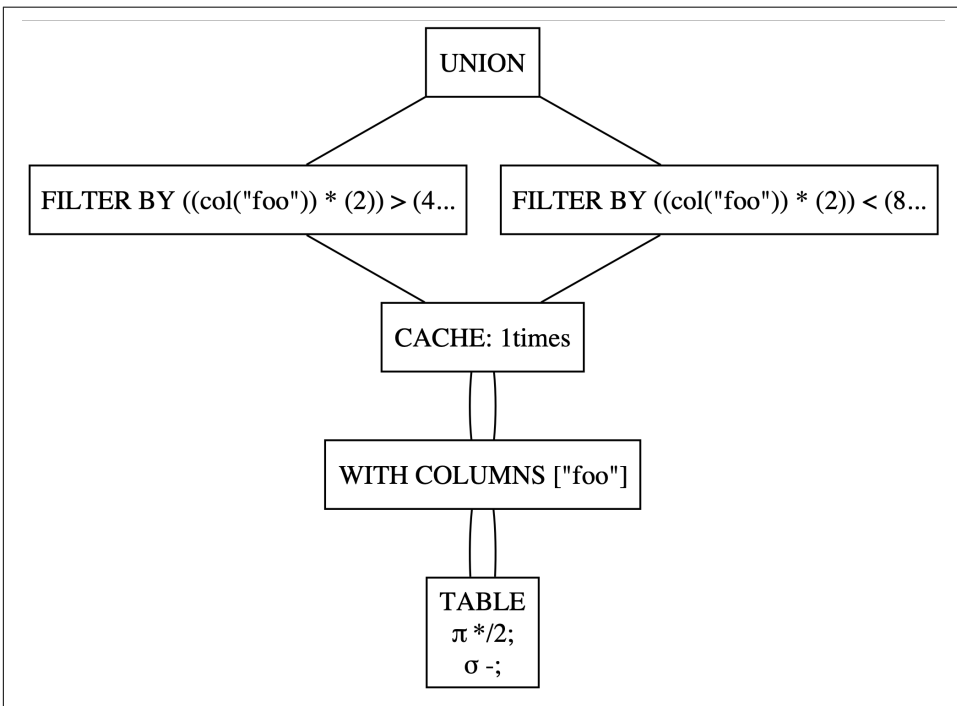 UNION
FILTER BY ((col("foo")) * (2)) > (4...
FILTER BY ((col("foo")) * (2)) < (8...
CACHE: 1times
WITH COLUMNS ["foo"]
TABLE
π */2;
σ -;